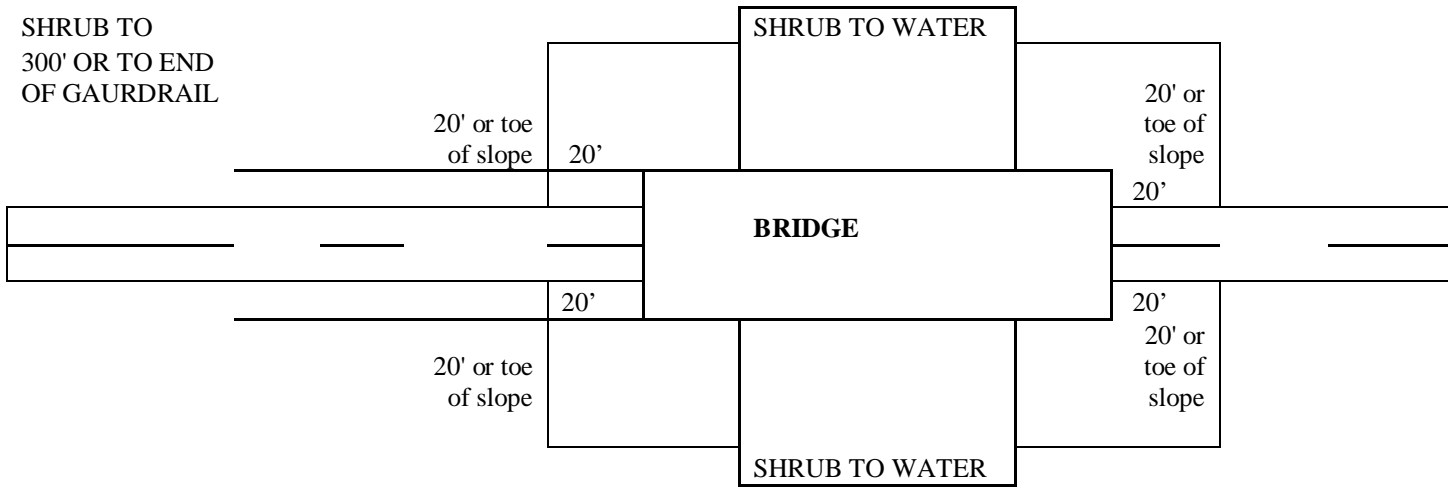 SHRUB TO
300' OR TO END
OF GAURDRAIL
SHRUB TO WATER
20' or toe
of slope
20’
20' or
toe of
slope
20’
BRIDGE
20’
20' or toe
of slope
20’
20' or
toe of
slope
SHRUB TO WATER